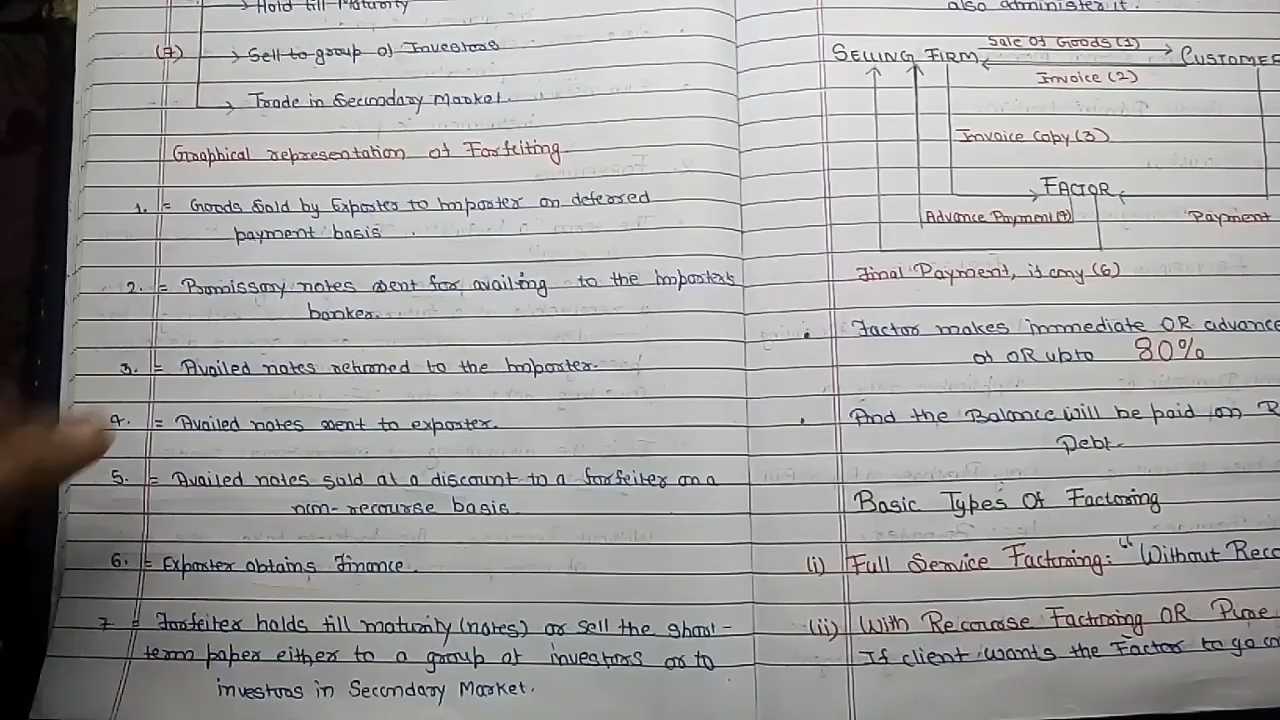 Hold till Maturity
(7) → Sell to group of Investors
→ Trade in Secondary Market.
Graphical representation of Forfeiting
1. = Goods Sold by Exporter to Importer on deferred
payment basis.
2. = Promissory notes sent for availing to the Importer's
banker.
3. = Availed notes returned to the Importer.
4. = Availed notes sent to exporter.
5. = Availed notes sold at a discount to a forfeiter on a
non-recourse basis.
6. = Exporter obtains Finance.
7 = Forfeiter holds till maturity (notes) or sell the short-
term paper either to a group of investors or to
investors in Secondary Market.
also administer it.
Sale of Goods (1)
SELLING FIRM CUSTOMER
Invoice (2)
Invoice Copy (3)
FACTOR
Advance Payment (4) Payment
Final Payment, if any (6)
• Factor makes immediate OR advance
of OR upto 80%
• And the Balance will be paid on
Debt.
Basic Types Of Factoring
(i) Full Service Factoring: "Without Reco
(ii) With Recourse Factoring OR Pure
If client wants the Factor to go